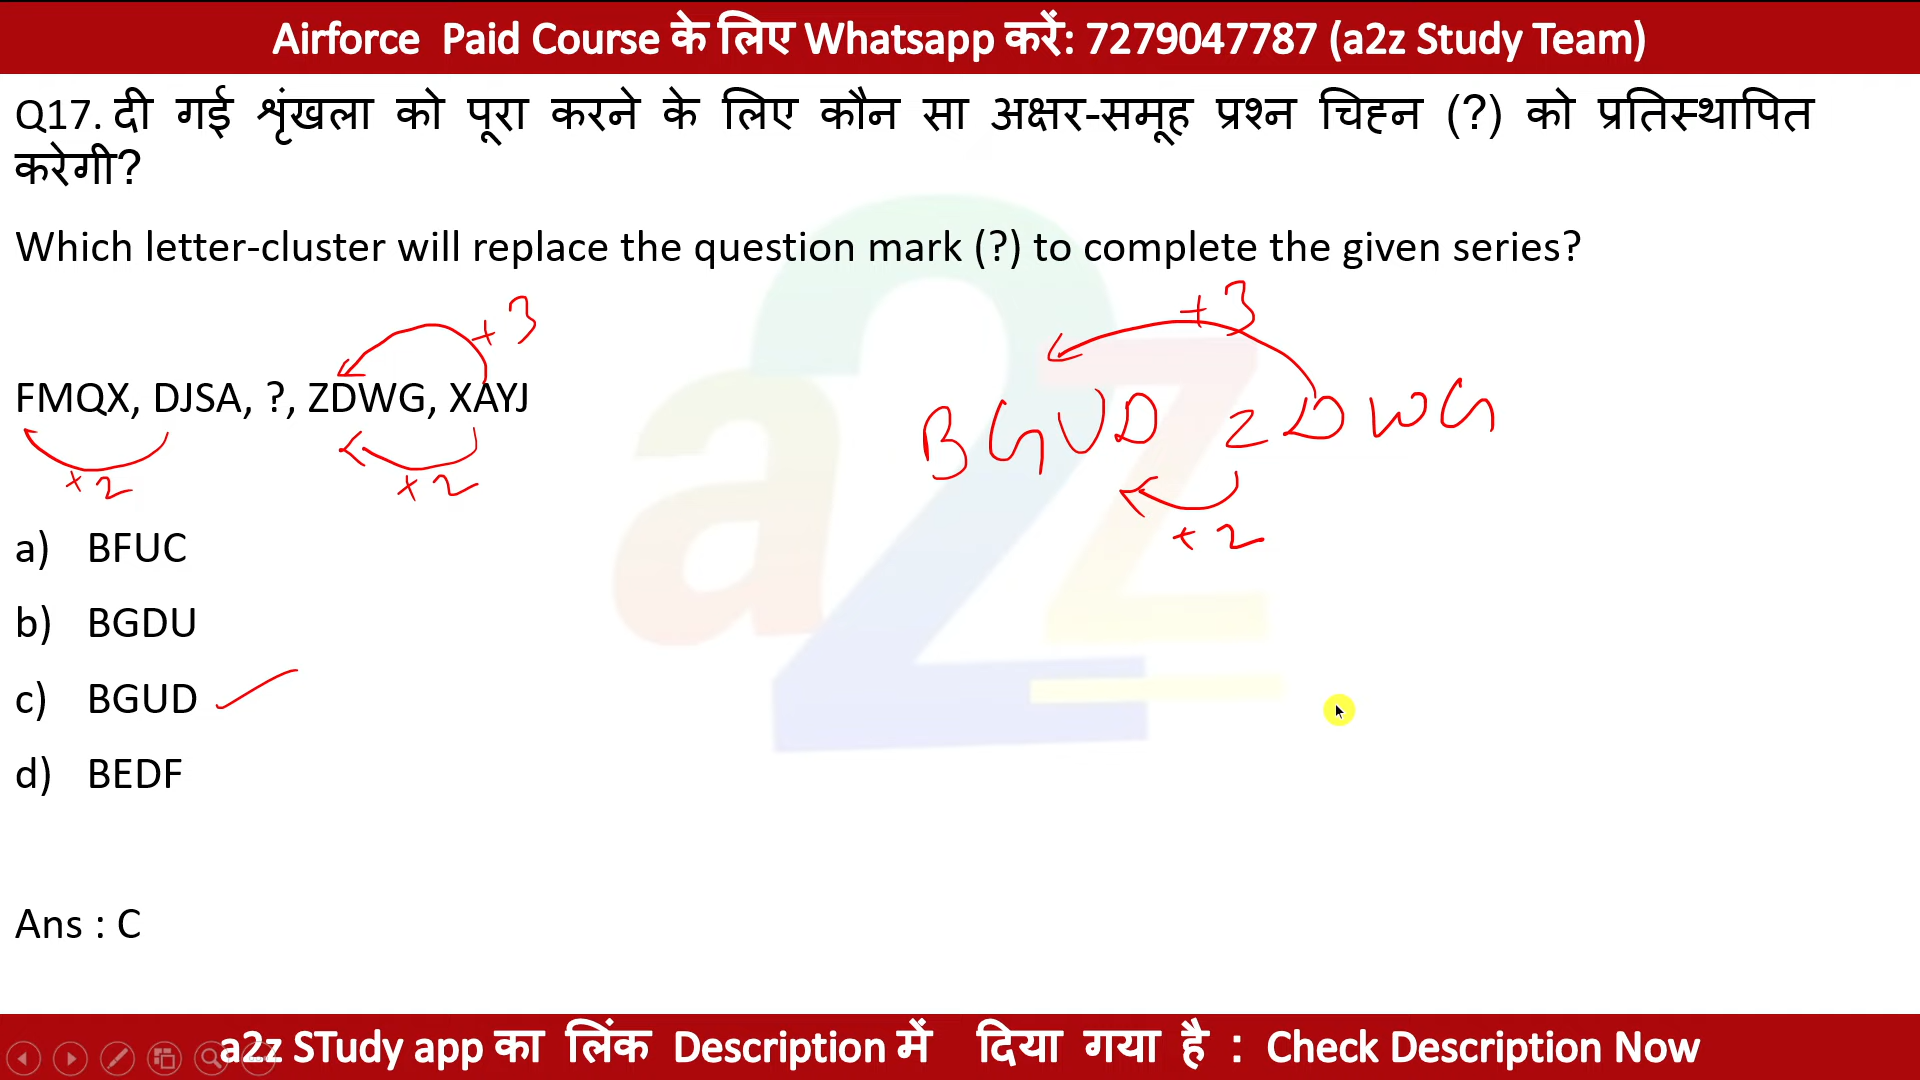 Airforce Paid Course के लिए Whatsapp करें: 7279047787 (a2z Study Team)
Q17. दी गई शृंखला को पूरा करने के लिए कौन सा अक्षर-समूह प्रश्न चिह्न (?) को प्रतिस्थापित
करेगी?
Which letter-cluster will replace the question mark (?) to complete the given series?
+3
+3
FMQX, DJSA, ?, ZDWG, XAYJ
BGUD ZDWG
+2
+2
+2
a) BFUC
b) BGDU
c) BGUD
d) BEDF
Ans : C
a2z
a2z STudy app का लिंक Description में दिया गया है : Check Description Now